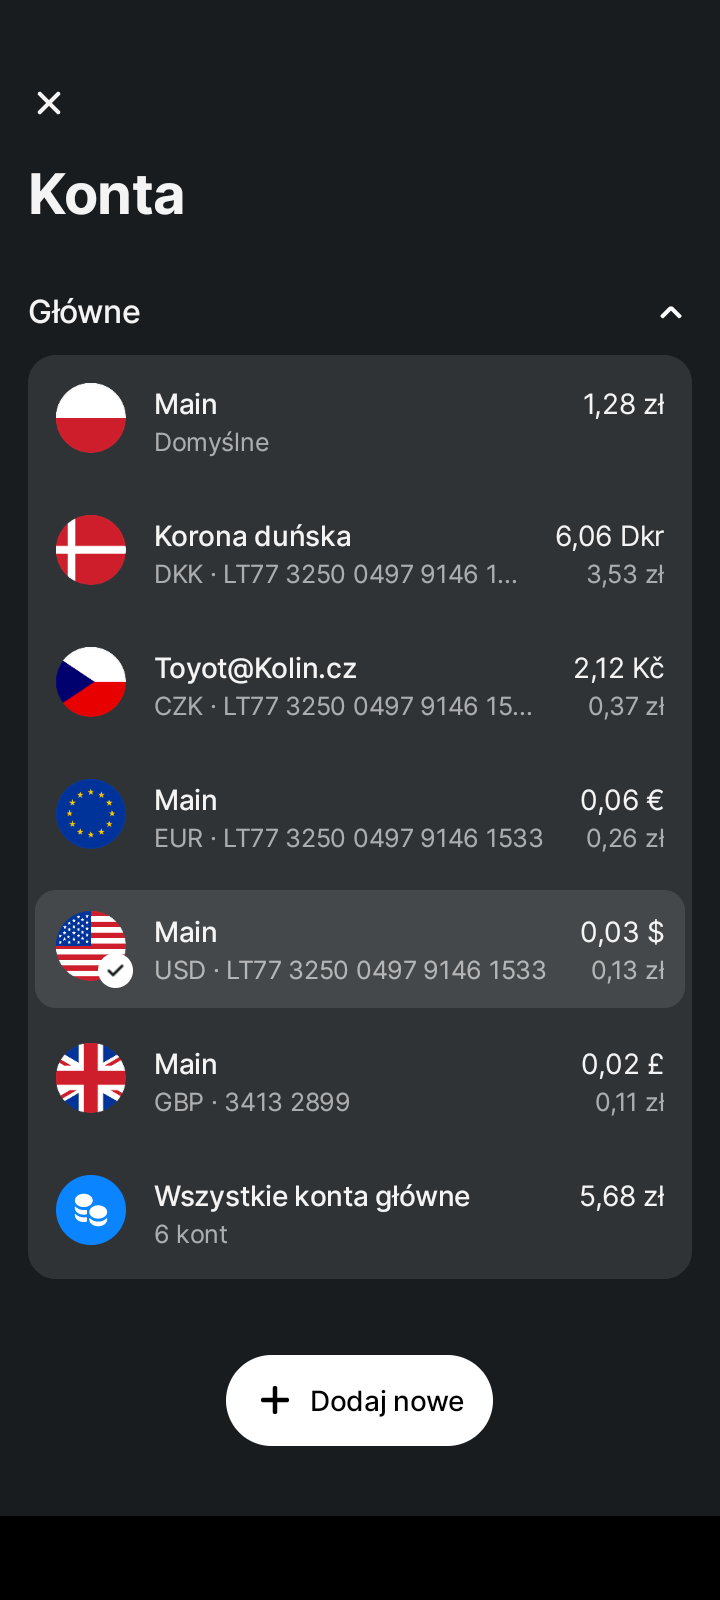 Konta
Główne
Main 1,28 zł
Domyślne
Korona duńska 6,06 Dkr
DKK · LT77 3250 0497 9146 1... 3,53 zł
Toyot@Kolin.cz 2,12 Kč
CZK · LT77 3250 0497 9146 15... 0,37 zł
Main 0,06 €
EUR · LT77 3250 0497 9146 1533 0,26 zł
Main 0,03 $
USD · LT77 3250 0497 9146 1533 0,13 zł
Main 0,02 £
GBP · 3413 2899 0,11 zł
Wszystkie konta główne 5,68 zł
6 kont
Dodaj nowe